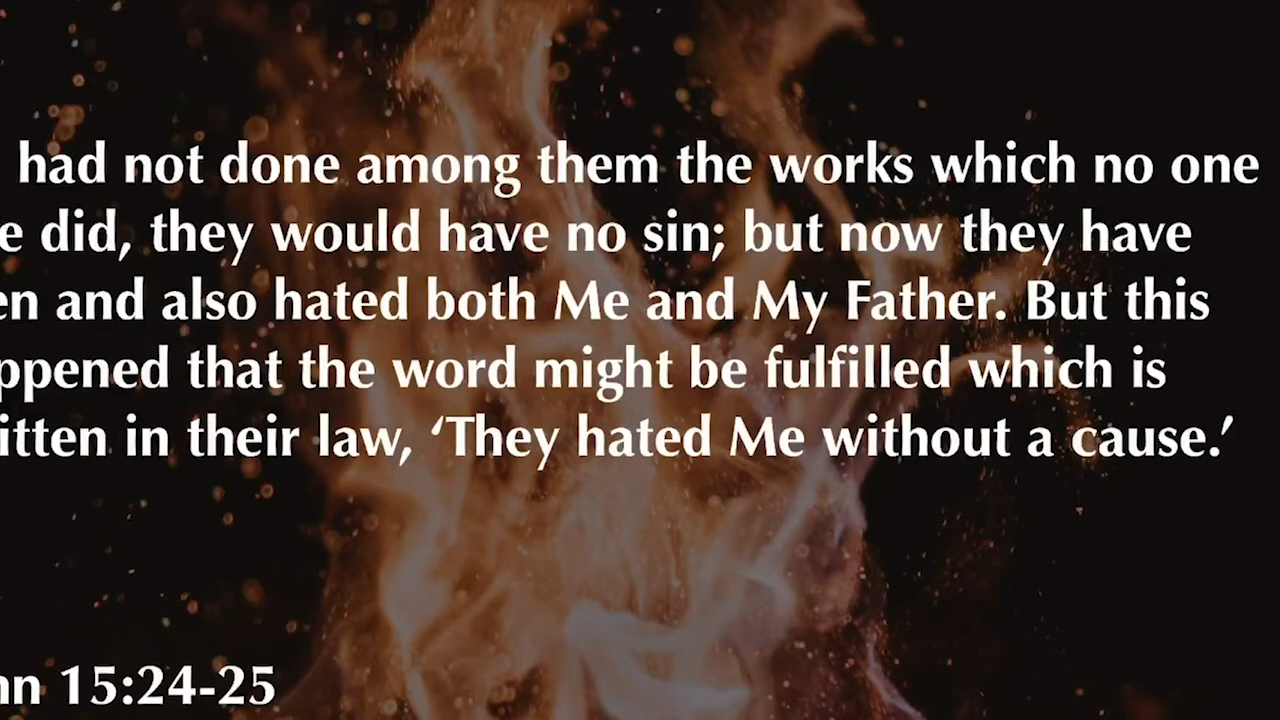 had not done among them the works which no one
e did, they would have no sin; but now they have
en and also hated both Me and My Father. But this
ppened that the word might be fulfilled which is
itten in their law, ‘They hated Me without a cause.’
hn 15:24-25